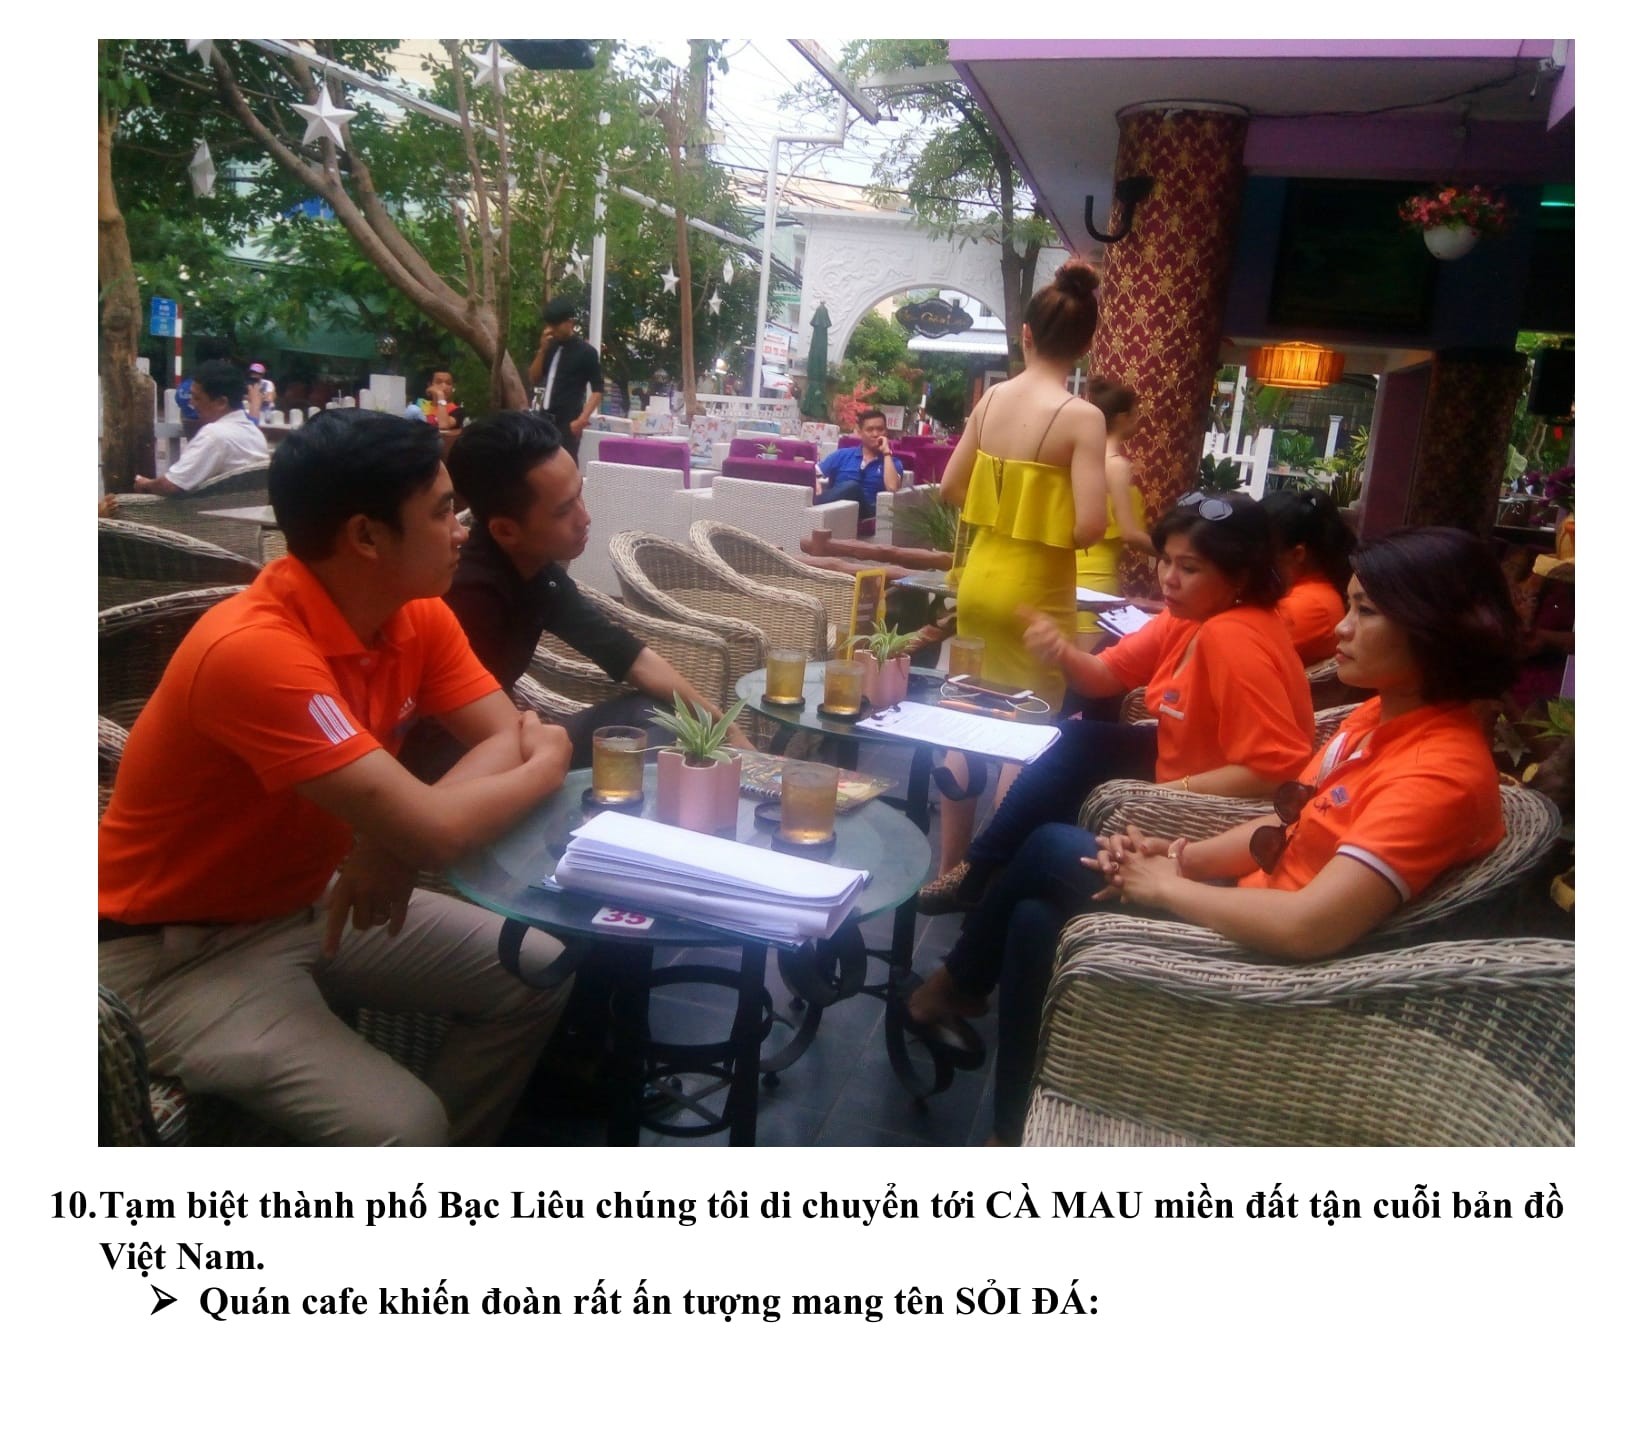 35
10.Tạm biệt thành phố Bạc Liêu chúng tôi di chuyển tới CÀ MAU miền đất tận cuỗi bản đồ
Việt Nam.
➢ Quán cafe khiến đoàn rất ấn tượng mang tên SỎI ĐÁ: